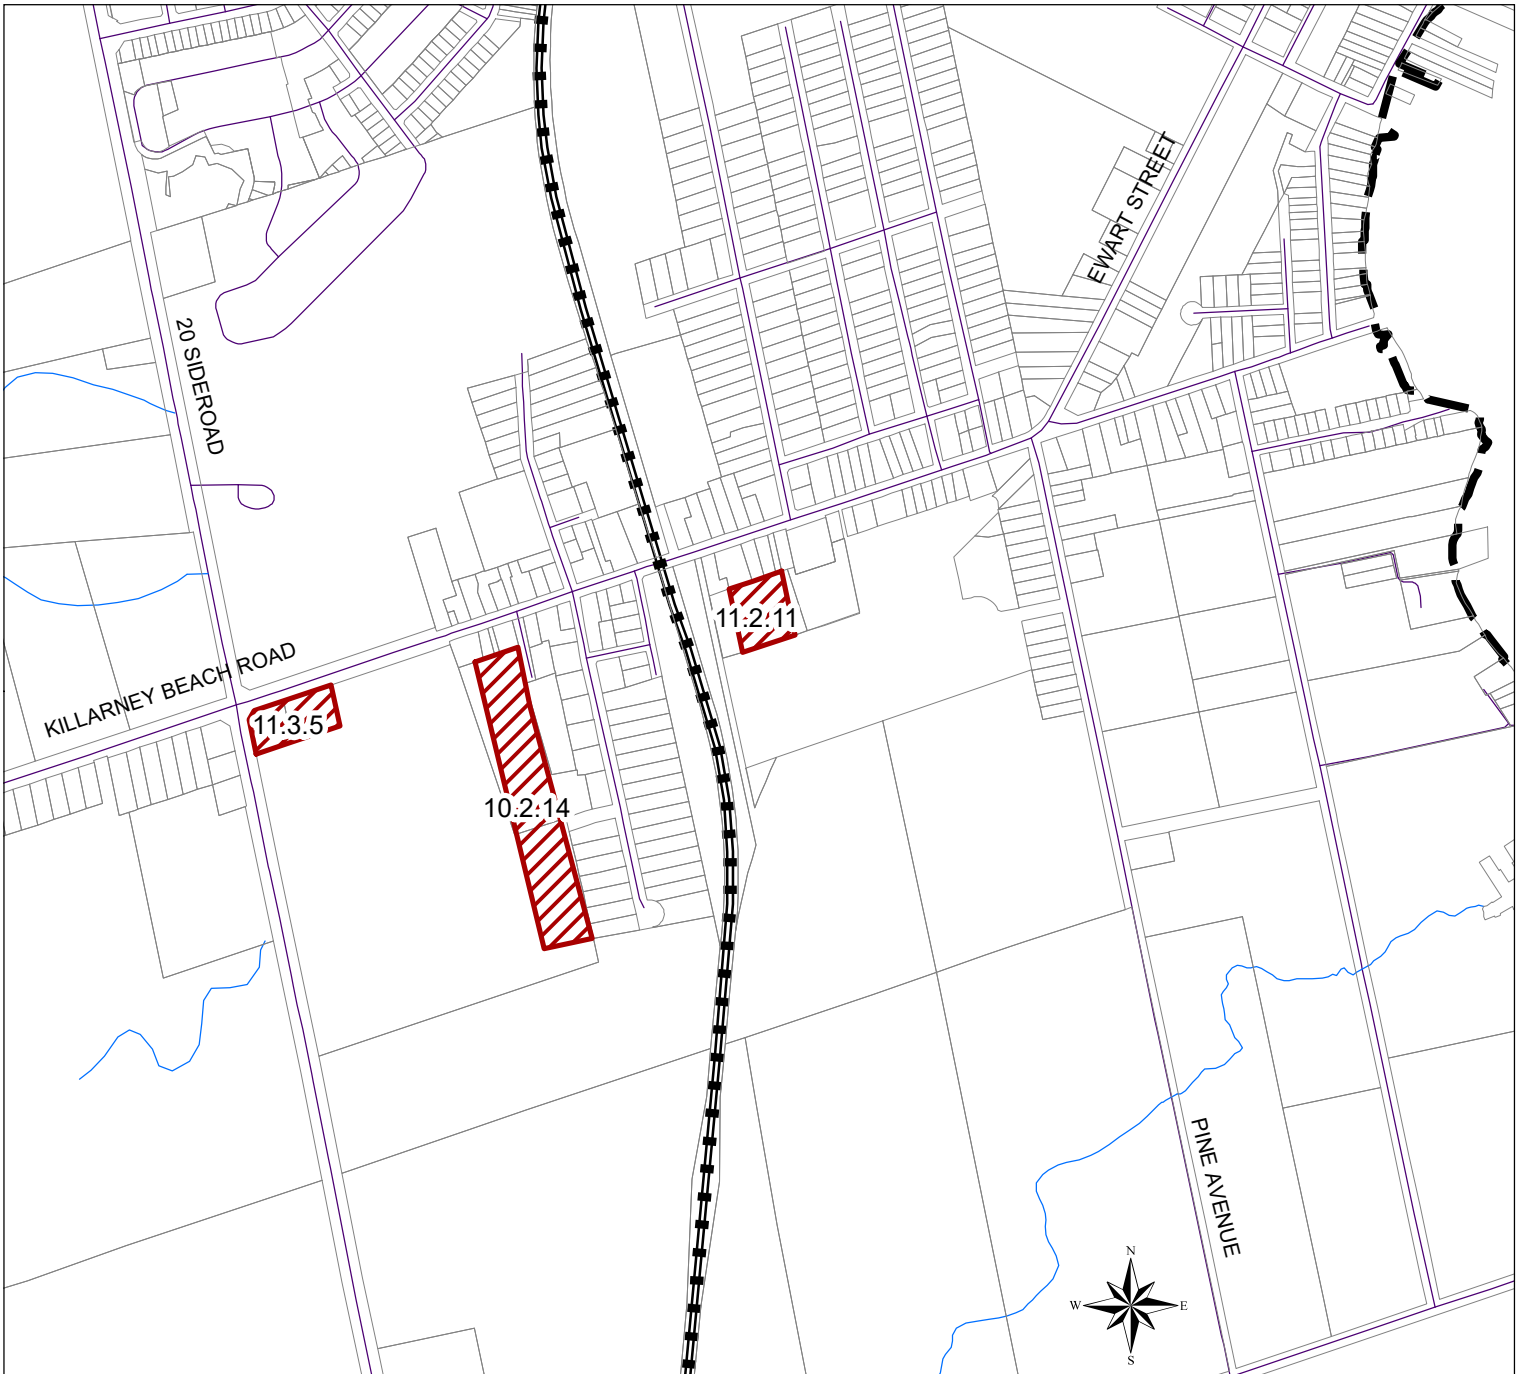 EWART STREET
20 SIDEROAD
11.2.11
KILLARNEY BEACH ROAD
11.3.5
10.2.14
PINE AVENUE
N
W E
S